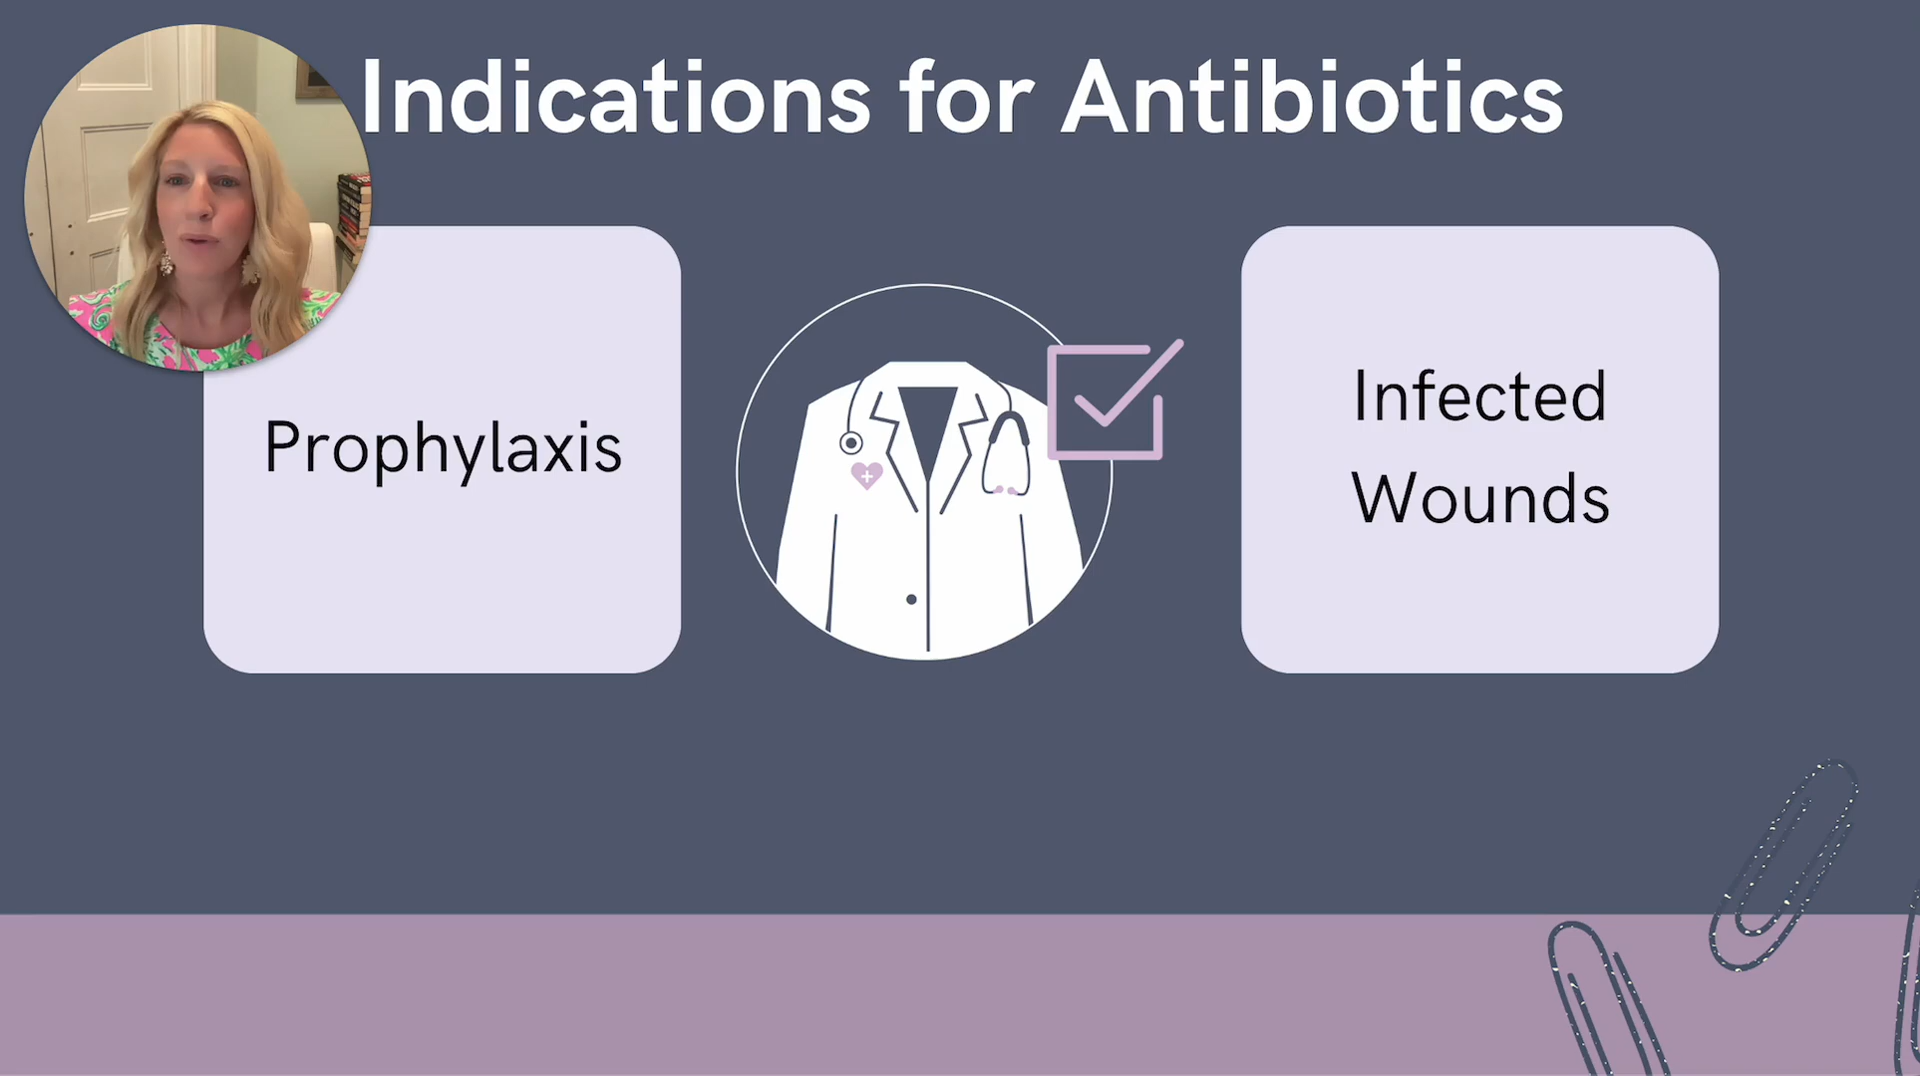 Indications for Antibiotics
Prophylaxis
Infected
Wounds